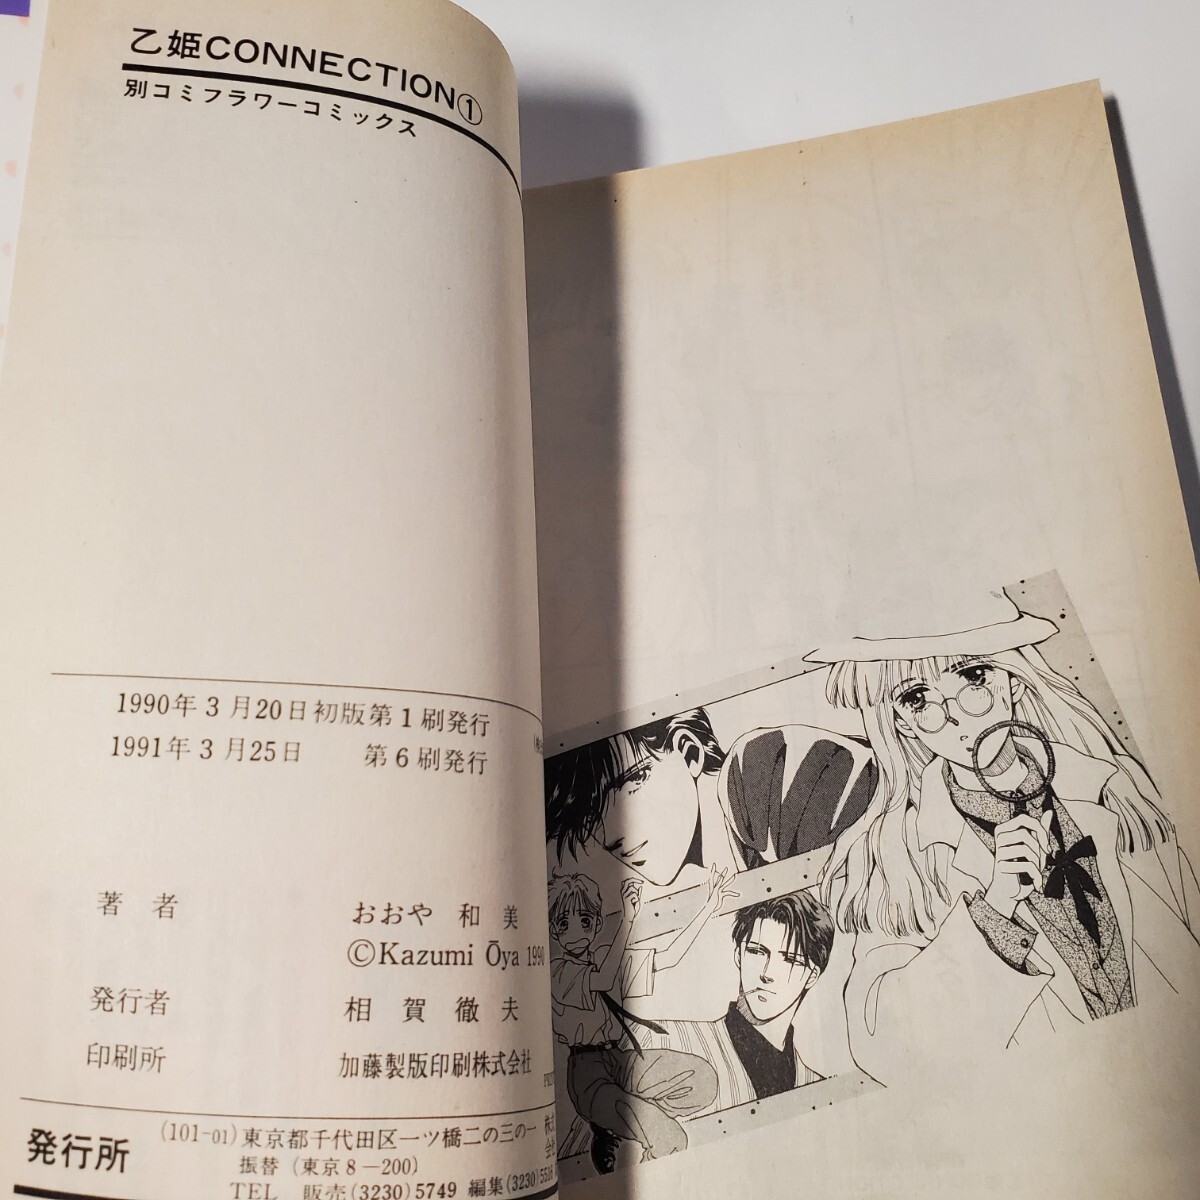 乙姫CONNECTION①
別コミフラワーコミックス
1990年3月20日初版第1刷発行
1991年3月25日 第6刷発行
著者 おおや 和美
©Kazumi Ōya 1990
発行者 相賀徹夫
印刷所 加藤製版印刷株式会社
発行所 (101-01)東京都千代田区一ツ橋二の三の一
振替(東京8-200)
TEL 販売(3230)5749 編集(3230)